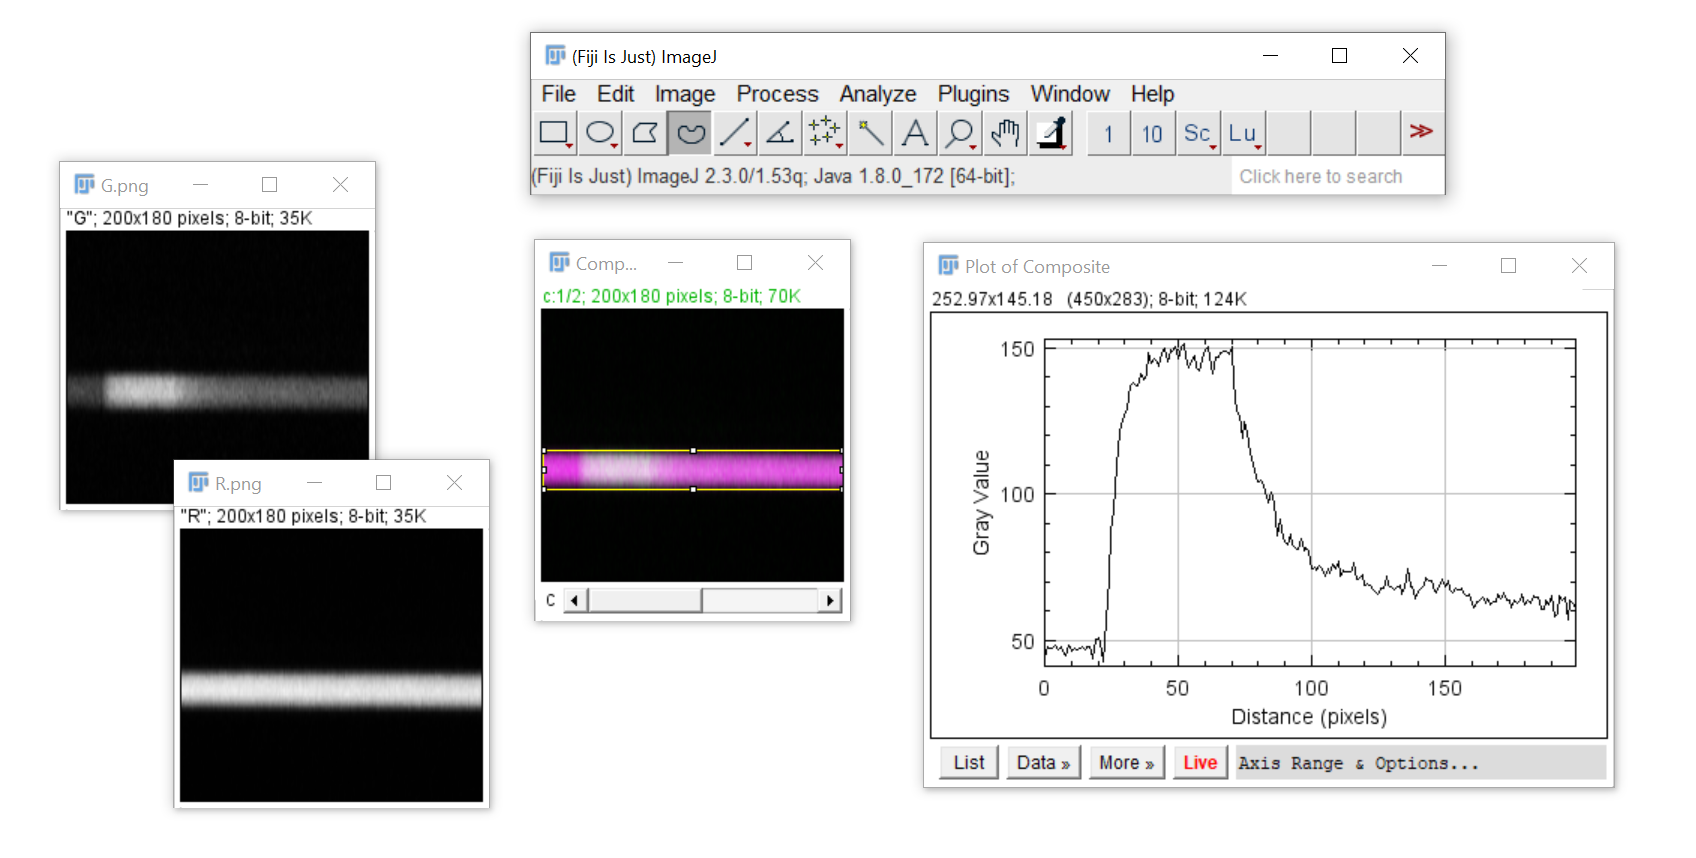 (Fiji Is Just) ImageJ
File Edit Image Process Analyze Plugins Window Help
1 10 Sc Lu
(Fiji Is Just) ImageJ 2.3.0/1.53q; Java 1.8.0_172 [64-bit];
Click here to search
G.png
"G"; 200x180 pixels; 8-bit; 35K
R.png
"R"; 200x180 pixels; 8-bit; 35K
Comp...
c:1/2; 200x180 pixels; 8-bit; 70K
C
Plot of Composite
252.97x145.18 (450x283); 8-bit; 124K
150
100
50
Gray Value
0 50 100 150
Distance (pixels)
List Data » More » Live Axis Range & Options...